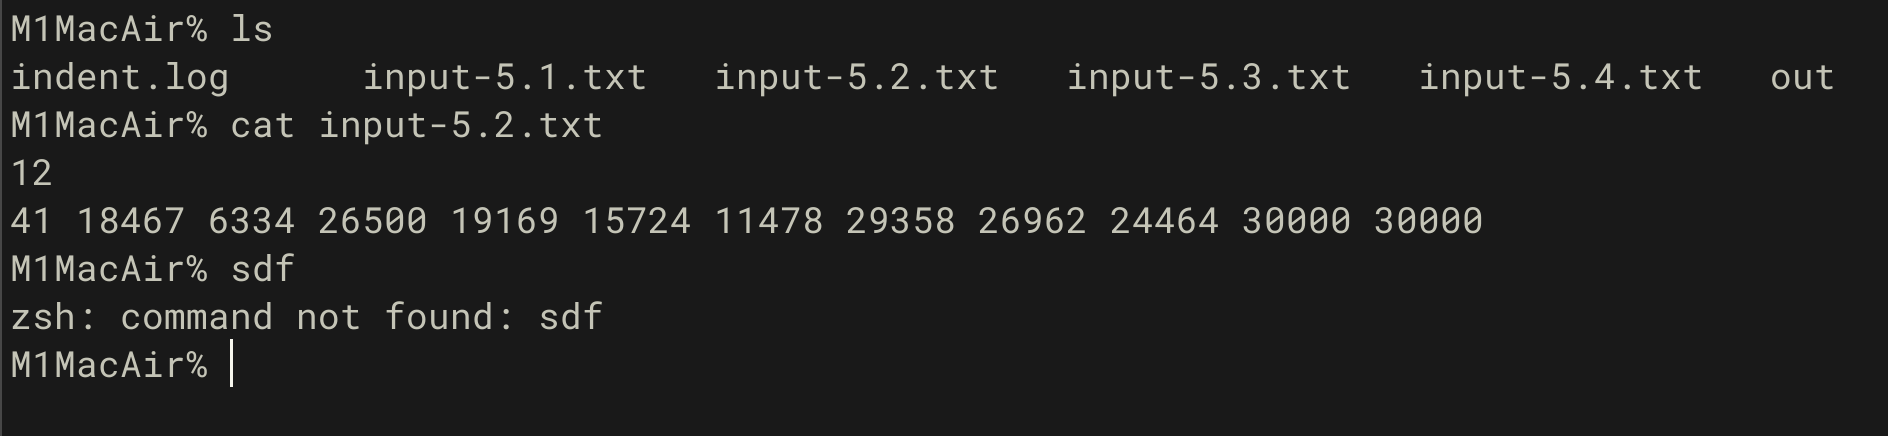 M1MacAir% ls
indent.log      input-5.1.txt   input-5.2.txt   input-5.3.txt   input-5.4.txt   out
M1MacAir% cat input-5.2.txt
12
41 18467 6334 26500 19169 15724 11478 29358 26962 24464 30000 30000
M1MacAir% sdf
zsh: command not found: sdf
M1MacAir%